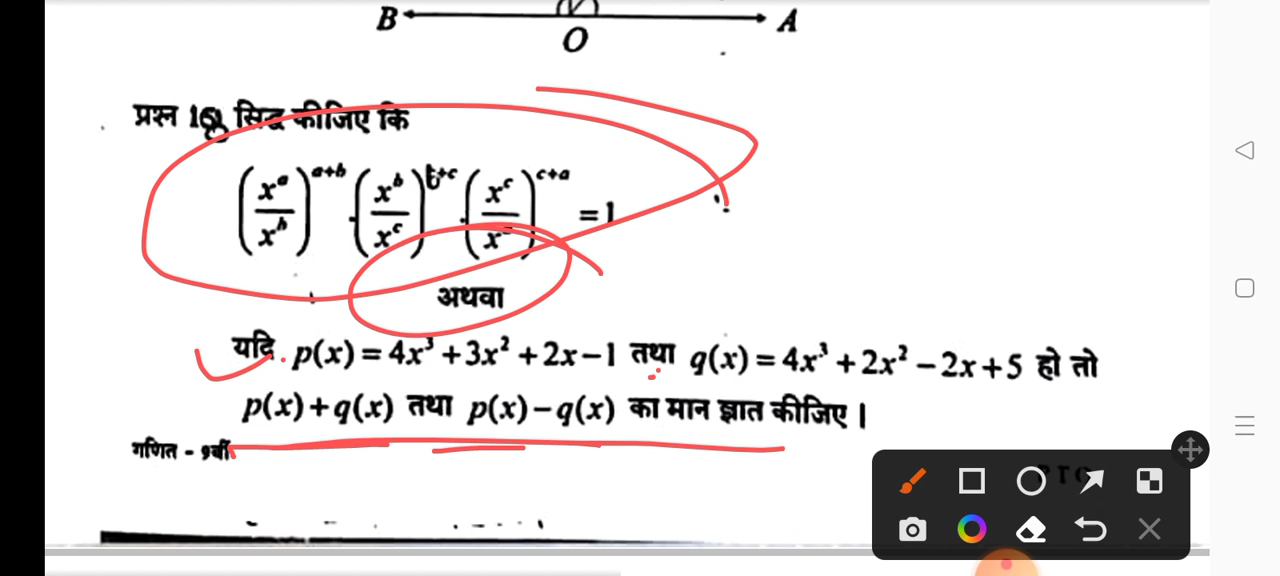 B A
O
प्रश्न 16. सिद्ध कीजिए कि
(x^a/x^b)^{a+b} . (x^b/x^c)^{b+c} . (x^c/x)^{c+a} = 1
अथवा
यदि p(x) = 4x³ + 3x² + 2x − 1 तथा q(x) = 4x³ + 2x² − 2x + 5 हो तो
p(x) + q(x) तथा p(x) − q(x) का मान ज्ञात कीजिए।
गणित - 9वीं